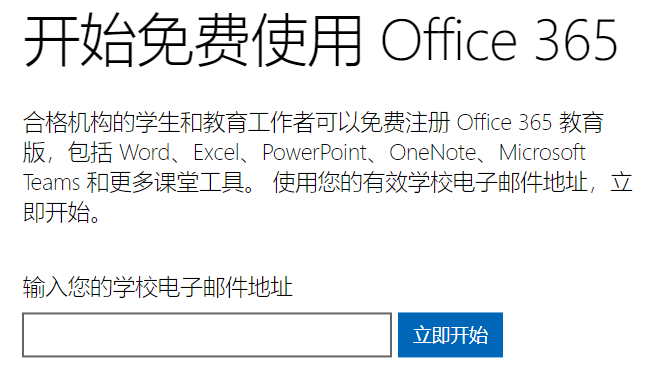 开始免费使用 Office 365
合格机构的学生和教育工作者可以免费注册 Office 365 教育
版，包括 Word、Excel、PowerPoint、OneNote、Microsoft
Teams 和更多课堂工具。 使用您的有效学校电子邮件地址，立
即开始。
输入您的学校电子邮件地址
立即开始